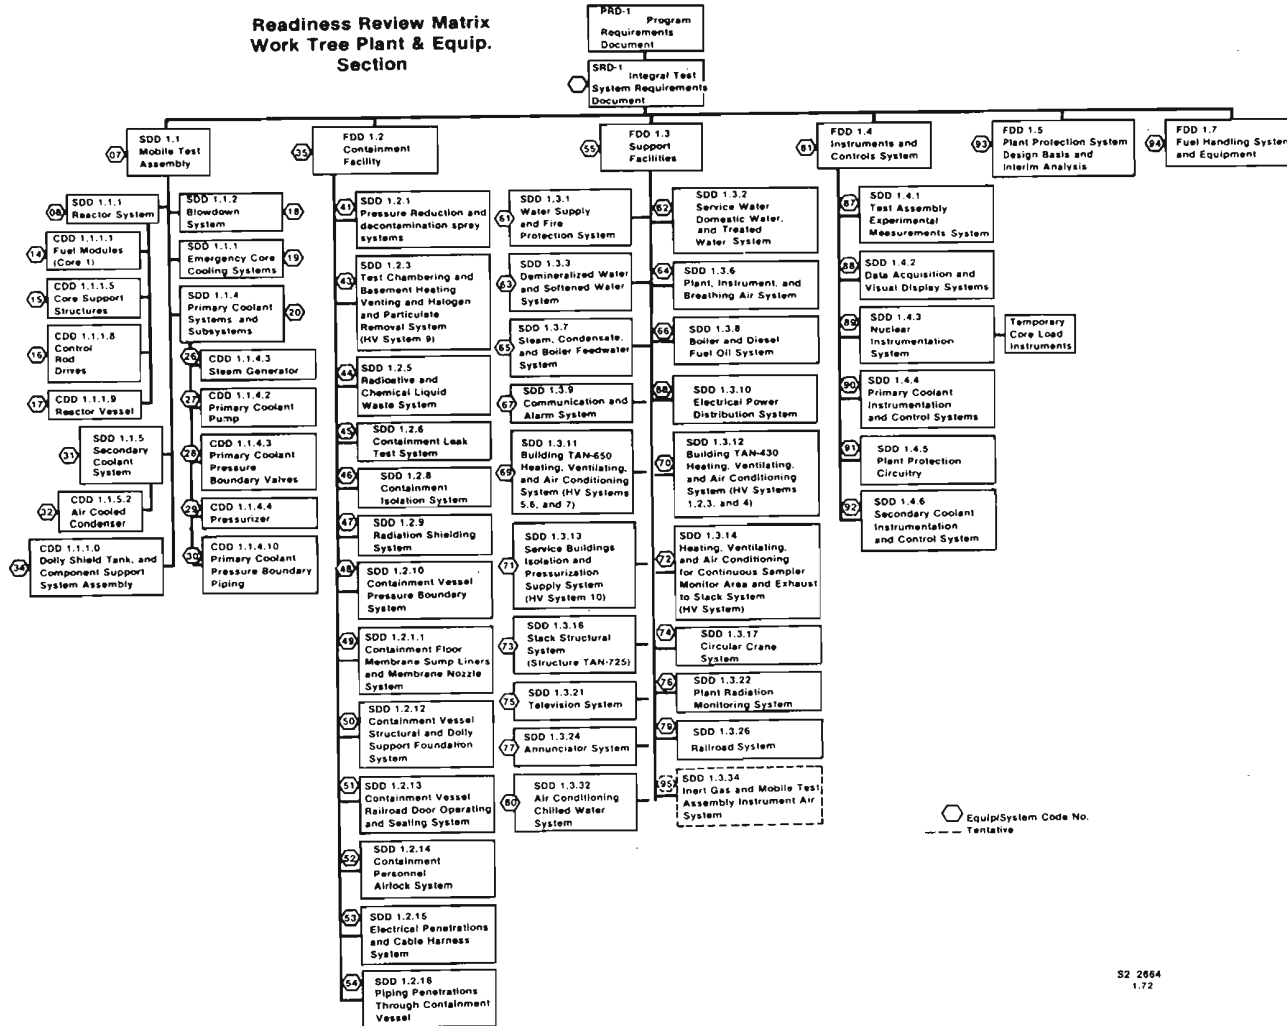 Readiness Review Matrix
Work Tree Plant & Equip.
Section
PRD-1
Program
Requirements
Document
SRD-1
Integral Test
System Requirements
Document
07
SDD 1.1
Mobile Test
Assembly
35
FDD 1.2
Containment
Facility
55
FDD 1.3
Support
Facilities
81
FDD 1.4
Instruments and
Controls System
93
FDD 1.5
Plant Protection System
Design Basis and
Interim Analysis
94
FDD 1.7
Fuel Handling System
and Equipment
08
SDD 1.1.1
Reactor System
14
CDD 1.1.1.1
Fuel Modules
(Core 1)
15
CDD 1.1.1.5
Core Support
Structures
16
CDD 1.1.1.8
Control
Rod
Drives
17
CDD 1.1.1.9
Reactor Vessel
31
SDD 1.1.5
Secondary
Coolant
System
32
CDD 1.1.5.2
Air Cooled
Condenser
34
CDD 1.1.1.0
Dolly Shield Tank, and
Component Support
System Assembly
SDD 1.1.2
Blowdown
System
18
SDD 1.1.1
Emergency Core
Cooling Systems
19
SDD 1.1.4
Primary Coolant
Systems and
Subsystems
20
26
CDD 1.1.4.3
Steam Generator
27
CDD 1.1.4.2
Primary Coolant
Pump
28
CDD 1.1.4.3
Primary Coolant
Pressure
Boundary Valves
29
CDD 1.1.4.4
Pressurizer
30
CDD 1.1.4.10
Primary Coolant
Pressure Boundary
Piping
41
SDD 1.2.1
Pressure Reduction and
decontamination spray
systems
43
SDD 1.2.3
Test Chambering and
Basement Heating
Venting and Halogen
and Particulate
Removal System
(HV System 9)
44
SDD 1.2.5
Radioactive and
Chemical Liquid
Waste System
45
SDD 1.2.6
Containment Leak
Test System
46
SDD 1.2.8
Containment
Isolation System
47
SDD 1.2.9
Radiation Shielding
System
48
SDD 1.2.10
Containment Vessel
Pressure Boundary
System
49
SDD 1.2.1.1
Containment Floor
Membrane Sump Liners
and Membrane Nozzle
System
50
SDD 1.2.12
Containment Vessel
Structural and Dolly
Support Foundation
System
51
SDD 1.2.13
Containment Vessel
Railroad Door Operating
and Sealing System
52
SDD 1.2.14
Containment
Personnel
Airlock System
53
SDD 1.2.15
Electrical Penetrations
and Cable Harness
System
54
SDD 1.2.16
Piping Penetrations
Through Containment
Vessel
61
SDD 1.3.1
Water Supply
and Fire
Protection System
63
SDD 1.3.3
Demineralized Water
and Softened Water
System
65
SDD 1.3.7
Steam, Condensate,
and Boiler Feedwater
System
67
SDD 1.3.9
Communication and
Alarm System
69
SDD 1.3.11
Building TAN-650
Heating, Ventilating,
and Air Conditioning
System (HV Systems
5.6, and 7)
71
SDD 1.3.13
Service Buildings
Isolation and
Pressurization
Supply System
(HV System 10)
73
SDD 1.3.16
Stack Structural
System
(Structure TAN-725)
75
SDD 1.3.21
Television System
77
SDD 1.3.24
Annunciator System
80
SDD 1.3.32
Air Conditioning
Chilled Water
System
62
SDD 1.3.2
Service Water
Domestic Water,
and Treated
Water System
64
SDD 1.3.6
Plant, Instrument, and
Breathing Air System
66
SDD 1.3.8
Boiler and Diesel
Fuel Oil System
68
SDD 1.3.10
Electrical Power
Distribution System
70
SDD 1.3.12
Building TAN-430
Heating, Ventilating,
and Air Conditioning
System (HV Systems
1,2,3, and 4)
72
SDD 1.3.14
Heating, Ventilating,
and Air Conditioning
for Continuous Sampler
Monitor Area and Exhaust
to Stack System
(HV System)
74
SDD 1.3.17
Circular Crane
System
76
SDD 1.3.22
Plant Radiation
Monitoring System
79
SDD 1.3.26
Railroad System
95
SDD 1.3.34
Inert Gas and Mobile Test
Assembly Instrument Air
System
87
SDD 1.4.1
Test Assembly
Experimental
Measurements System
88
SDD 1.4.2
Data Acquisition and
Visual Display Systems
89
SDD 1.4.3
Nuclear
Instrumentation
System
Temporary
Core Load
Instruments
90
SDD 1.4.4
Primary Coolant
Instrumentation
and Control Systems
91
SDD 1.4.5
Plant Protection
Circuitry
92
SDD 1.4.6
Secondary Coolant
Instrumentation
and Control System
Equip/System Code No.
Tentative
S2 2664
1.72